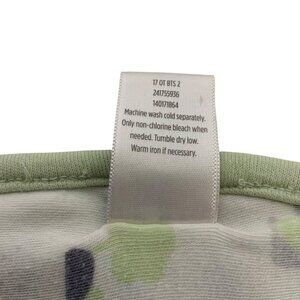 17 OT BTS 2
241755936
140171864
Machine wash cold separately.
Only non-chlorine bleach when
needed. Tumble dry low.
Warm iron if necessary.